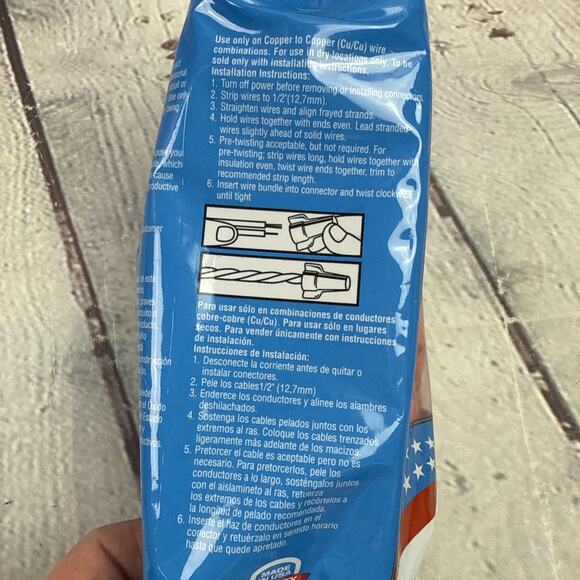 Use only on Copper to Copper (Cu/Cu) wire
combinations. For use in dry locations only. To be
sold only with installation instructions.
Installation Instructions:
1. Turn off power before removing or installing connectors.
2. Strip wires to 1/2"(12,7mm).
3. Straighten wires and align frayed strands.
4. Hold wires together with ends even. Lead stranded
wires slightly ahead of solid wires.
5. Pre-twisting acceptable, but not required. For
pre-twisting; strip wires long, hold wires together with
insulation even, twist wire ends together, trim to
recommended strip length.
6. Insert wire bundle into connector and twist clockwise
until tight
Para usar sólo en combinaciones de conductores
cobre-cobre (Cu/Cu). Para usar sólo en lugares
secos. Para vender únicamente con instrucciones
de instalación.
Instrucciones de Instalación:
1. Desconecte la corriente antes de quitar o
instalar conectores.
2. Pele los cables1/2" (12,7mm)
3. Enderece los conductores y alinee los alambres
deshilachados.
4. Sostenga los cables pelados juntos con los
extremos al ras. Coloque los cables trenzados
ligeramente más adelante de los macizos.
5. Pretorcer el cable es aceptable pero no es
necesario. Para pretorcerlos, pele los
conductores a lo largo, sosténgalos juntos
con el aislamineto al ras, retuerza
los extremos de los cables y recórtelos a
la longitud de pelado recomendada.
6. Inserte el haz de conductores en el
conector y retuérzalo en sentido horario
hasta que quede apretado.
MADE
IN USA